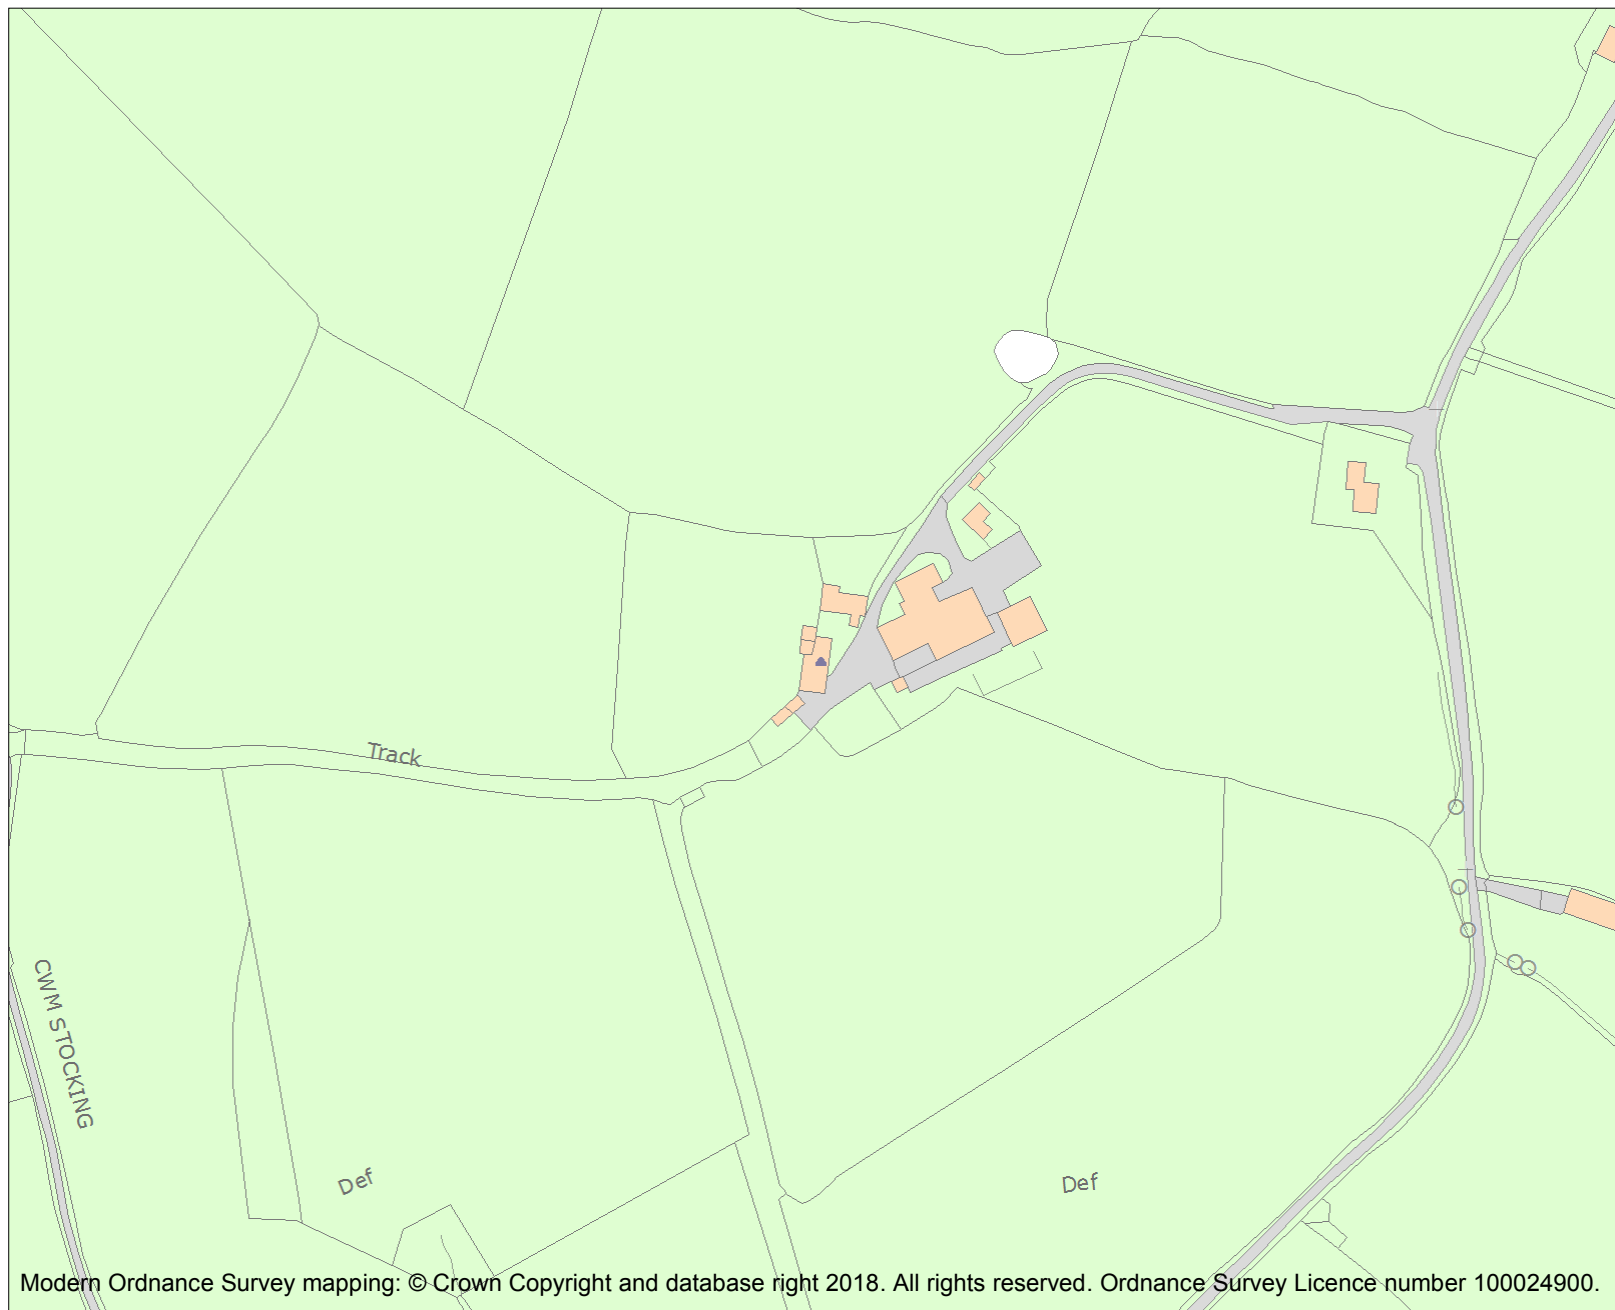 Track
CWM STOCKING
Def
Def
Modern Ordnance Survey mapping: © Crown Copyright and database right 2018. All rights reserved. Ordnance Survey Licence number 100024900.